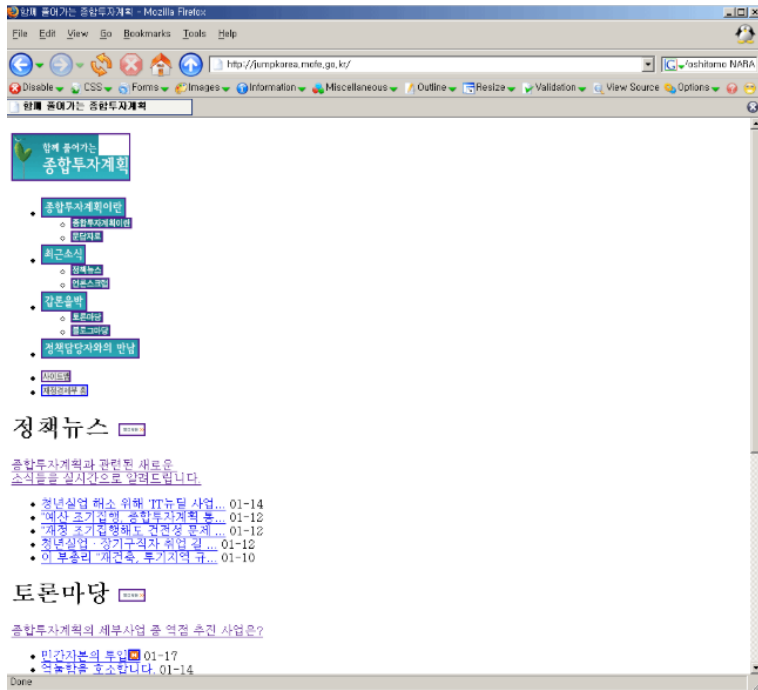 함께 풀어가는 종합투자계획 - Mozilla Firefox
File Edit View Go Bookmarks Tools Help
http://jumpkorea.mofe.go.kr/
Disable CSS Forms Images Information Miscellaneous Outline Resize Validation View Source Options
함께 풀어가는 종합투자계획
함께 풀어가는
종합투자계획
종합투자계획이란
종합투자계획이란
문답자료
최근소식
정책뉴스
언론스크랩
갑론을박
토론마당
블로그마당
정책담당자와의 만남
사이트맵
재정경제부 홈
정책뉴스 MORE
종합투자계획과 관련된 새로운
소식들을 실시간으로 알려드립니다.
청년실업 해소 위해 'IT뉴딜 사업... 01-14
"예산 조기집행, 종합투자계획 통... 01-12
"재정 조기집행해도 건전성 문제 ... 01-12
청년실업·장기구직자 취업 길 ... 01-12
이 부총리 "재건축, 투기지역 규... 01-10
토론마당 MORE
종합투자계획의 세부사업 중 역점 추진 사업은?
민간자본의 투입 01-17
억울함을 호소합니다. 01-14
Done